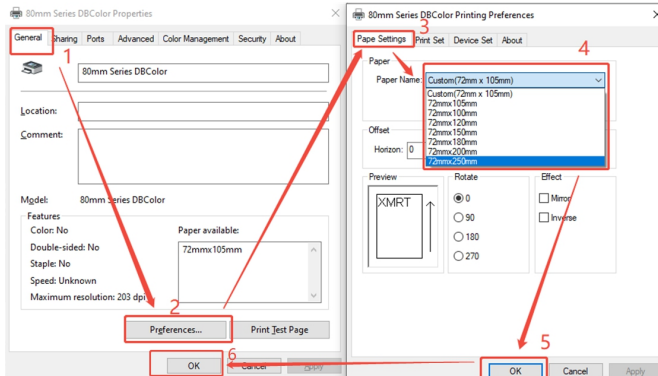 80mm Series DBColor Properties
General Sharing Ports Advanced Color Management Security About
1
80mm Series DBColor
Location:
Comment:
Model: 80mm Series DBColor
Features
Color: No
Double-sided: No
Staple: No
Speed: Unknown
Maximum resolution: 203 dpi
Paper available:
72mmx105mm
2
Preferences... Print Test Page
6
OK Cancel Apply
80mm Series DBColor Printing Preferences
3
Pape Settings Print Set Device Set About
4
Paper
Paper Name: Custom(72mm x 105mm)
Custom(72mm x 105mm)
72mmx105mm
72mmx100mm
72mmx120mm
72mmx150mm
72mmx180mm
72mmx200mm
72mmx250mm
Offset
Horizon: 0
Preview
XMRT
Rotate
0
90
180
270
Effect
Mirror
Inverse
5
OK Cancel Apply